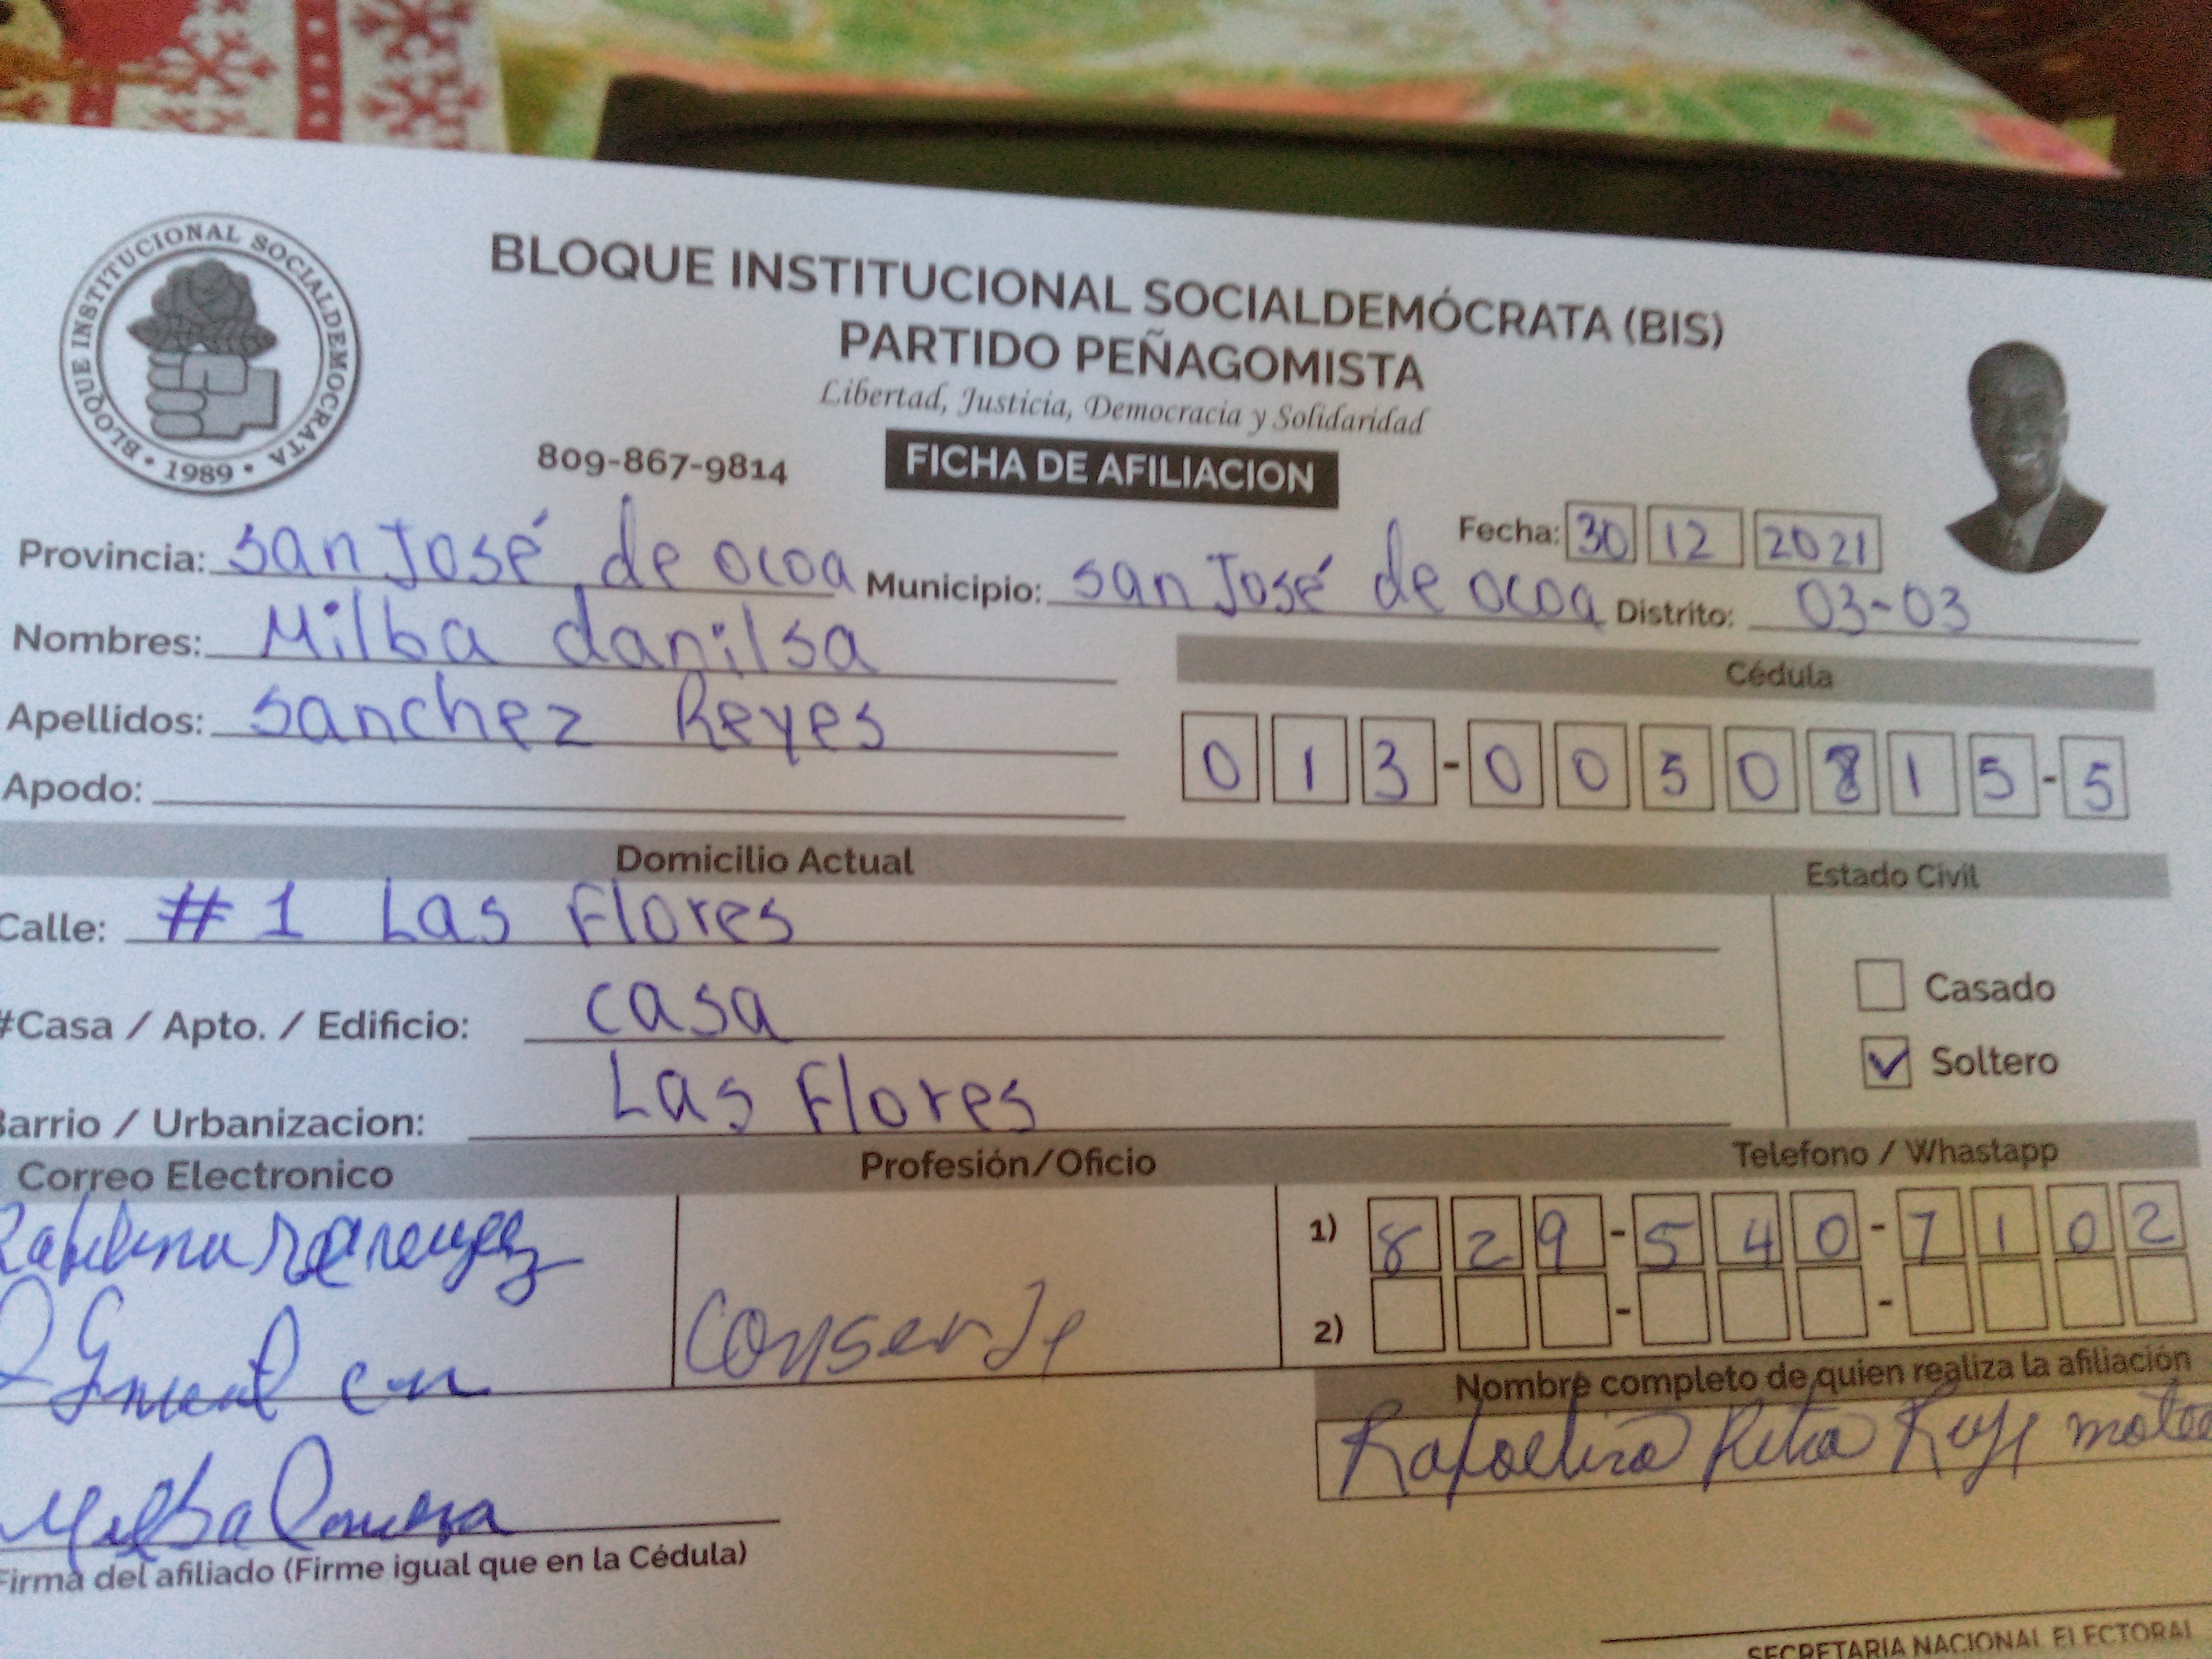 BLOQUE INSTITUCIONAL SOCIALDEMOCRATA • 1989 •
BLOQUE INSTITUCIONAL SOCIALDEMÓCRATA (BIS)
PARTIDO PEÑAGOMISTA
Libertad, Justicia, Democracia y Solidaridad
809-867-9814 FICHA DE AFILIACION
Fecha: 30 12 2021
Provincia: San José de Ocoa Municipio: San José de Ocoa Distrito: 03-03
Nombres: Milba danilsa
Cédula
Apellidos: Sanchez Reyes
013-0050815-5
Apodo:
Domicilio Actual Estado Civil
Calle: #1 Las Flores
Casado
#Casa / Apto. / Edificio: casa
Soltero
Barrio / Urbanizacion: Las Flores
Correo Electronico Profesión/Oficio Telefono / Whastapp
1) 829-540-7102
Conserje
2)
Nombre completo de quien realiza la afiliación
Milba
Firma del afiliado (Firme igual que en la Cédula)
SECRETARIA NACIONAL ELECTORAL